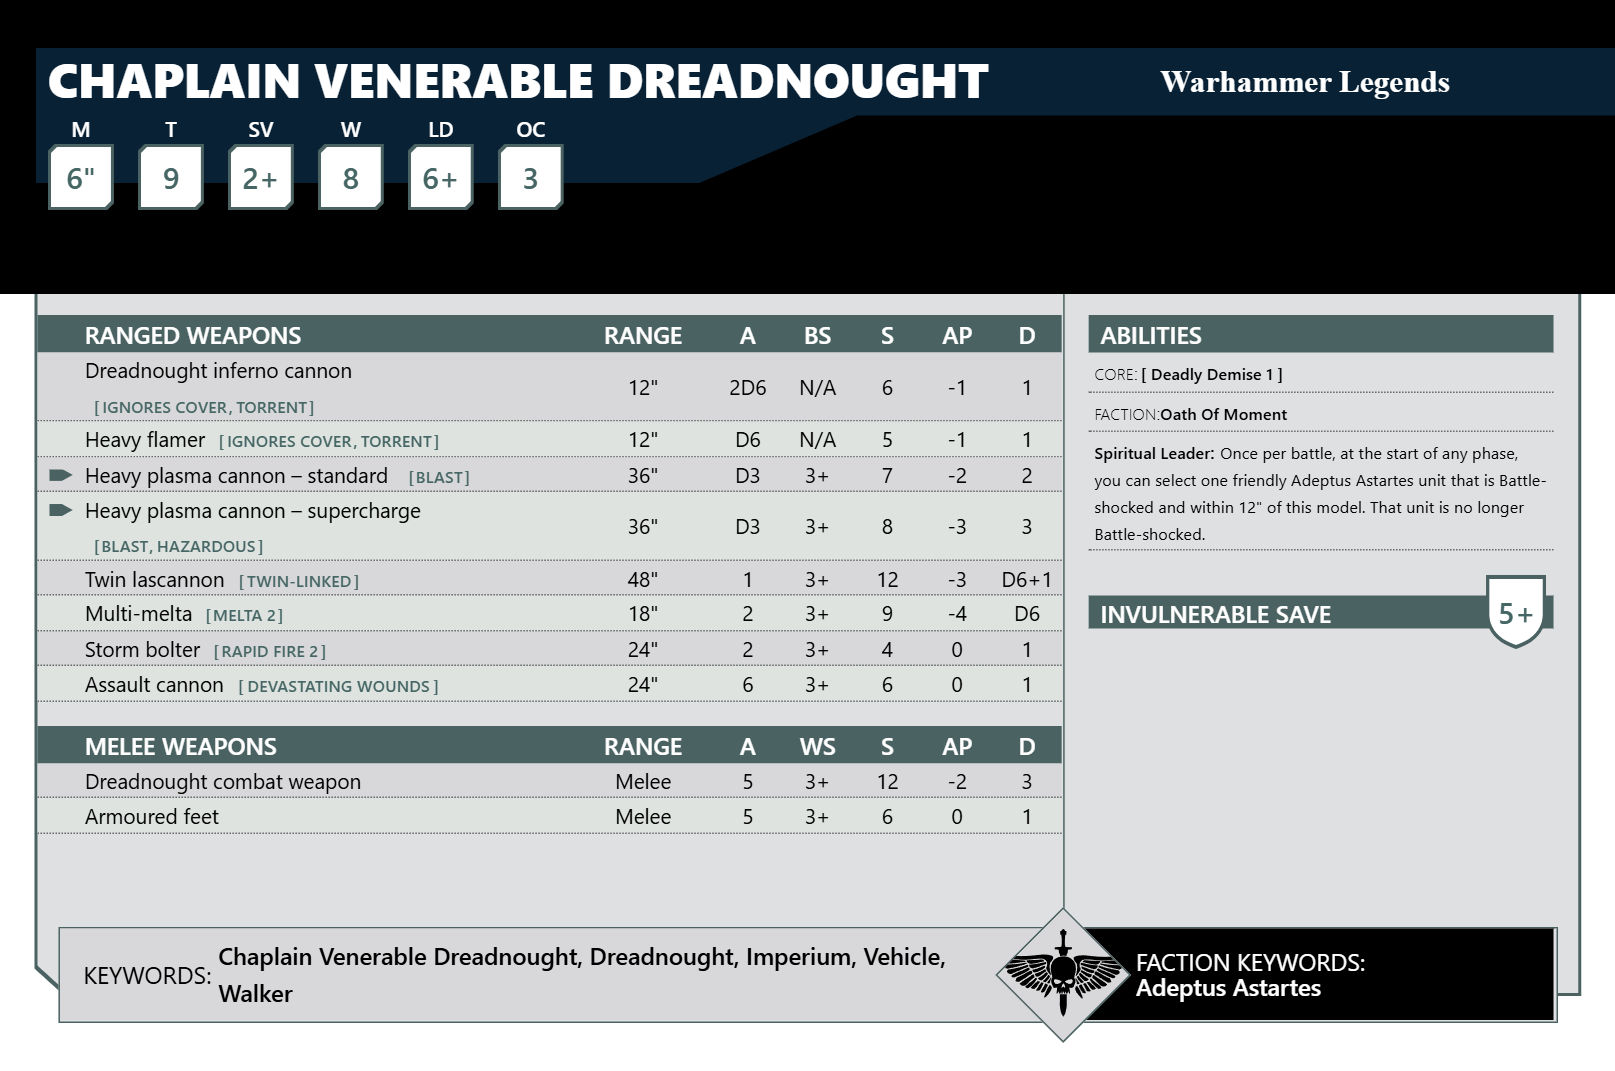 CHAPLAIN VENERABLE DREADNOUGHT
Warhammer Legends
M T SV W LD OC
6" 9 2+ 8 6+ 3
RANGED WEAPONS RANGE A BS S AP D
Dreadnought inferno cannon
[IGNORES COVER, TORRENT] 12" 2D6 N/A 6 -1 1
Heavy flamer [IGNORES COVER, TORRENT] 12" D6 N/A 5 -1 1
Heavy plasma cannon – standard [BLAST] 36" D3 3+ 7 -2 2
Heavy plasma cannon – supercharge
[BLAST, HAZARDOUS] 36" D3 3+ 8 -3 3
Twin lascannon [TWIN-LINKED] 48" 1 3+ 12 -3 D6+1
Multi-melta [MELTA 2] 18" 2 3+ 9 -4 D6
Storm bolter [RAPID FIRE 2] 24" 2 3+ 4 0 1
Assault cannon [DEVASTATING WOUNDS] 24" 6 3+ 6 0 1
MELEE WEAPONS RANGE A WS S AP D
Dreadnought combat weapon Melee 5 3+ 12 -2 3
Armoured feet Melee 5 3+ 6 0 1
ABILITIES
CORE: [ Deadly Demise 1 ]
FACTION:Oath Of Moment
Spiritual Leader: Once per battle, at the start of any phase,
you can select one friendly Adeptus Astartes unit that is Battle-
shocked and within 12" of this model. That unit is no longer
Battle-shocked.
INVULNERABLE SAVE 5+
KEYWORDS: Chaplain Venerable Dreadnought, Dreadnought, Imperium, Vehicle,
Walker
FACTION KEYWORDS:
Adeptus Astartes